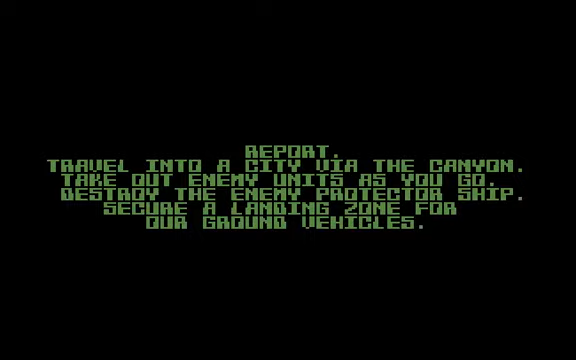 REPORT.
TRAVEL INTO A CITY VIA THE CANYON.
TAKE OUT ENEMY UNITS AS YOU GO.
DESTROY THE ENEMY PROTECTOR SHIP.
SECURE A LANDING ZONE FOR
OUR GROUND VEHICLES.